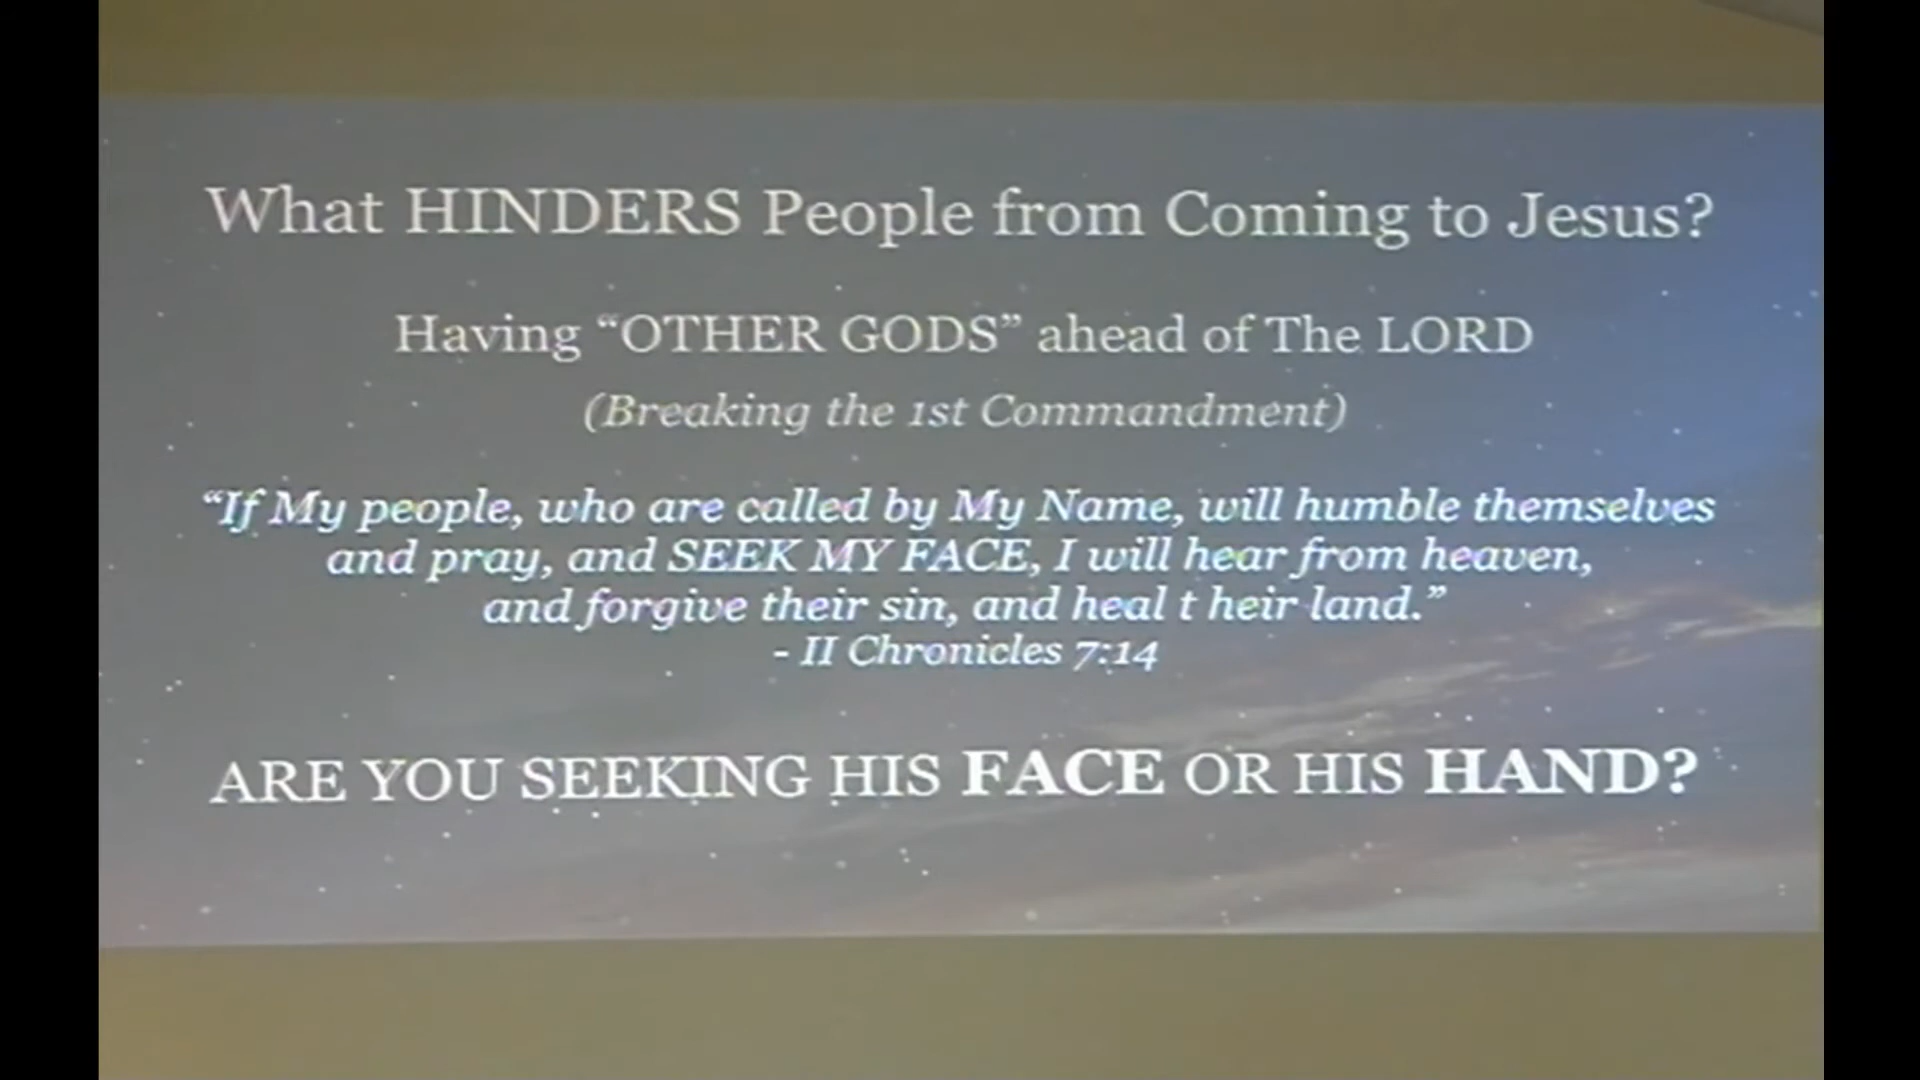 What HINDERS People from Coming to Jesus?
Having “OTHER GODS” ahead of The LORD
(Breaking the 1st Commandment)
“If My people, who are called by My Name, will humble themselves
and pray, and SEEK MY FACE, I will hear from heaven,
and forgive their sin, and heal t heir land.”
- II Chronicles 7:14
ARE YOU SEEKING HIS FACE OR HIS HAND?